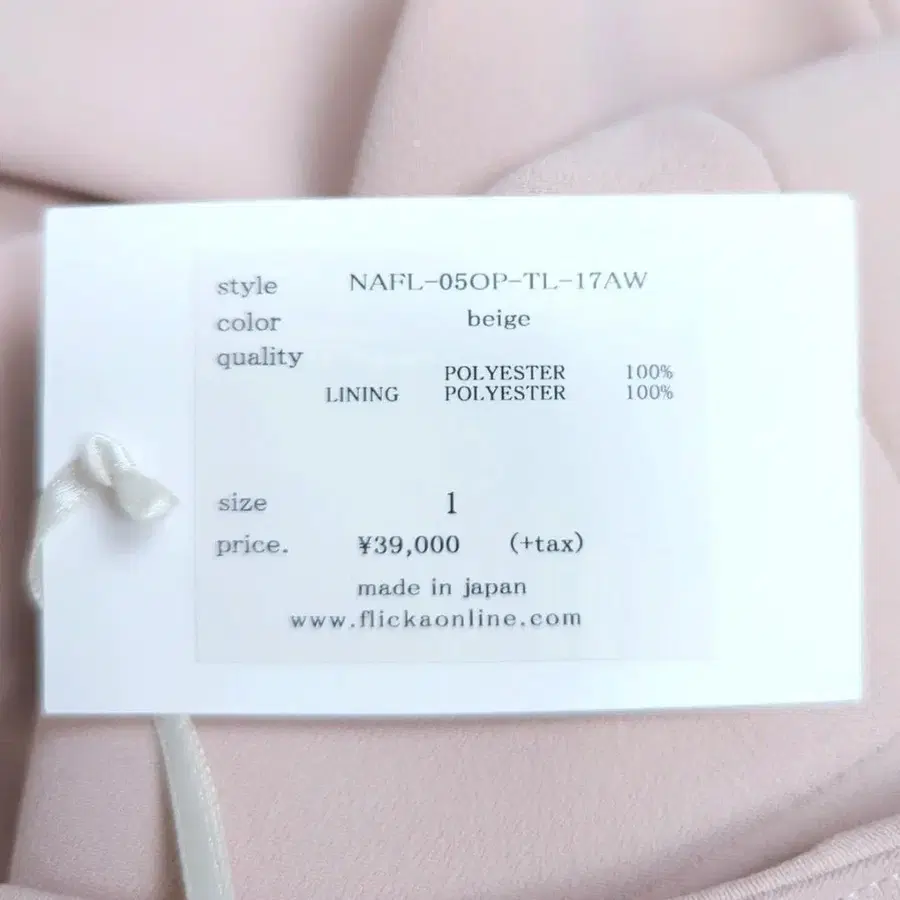 style NAFL-05OP-TL-17AW
color beige
quality
POLYESTER 100%
LINING POLYESTER 100%
size 1
price. ¥39,000 (+tax)
made in japan
www.flickaonline.com